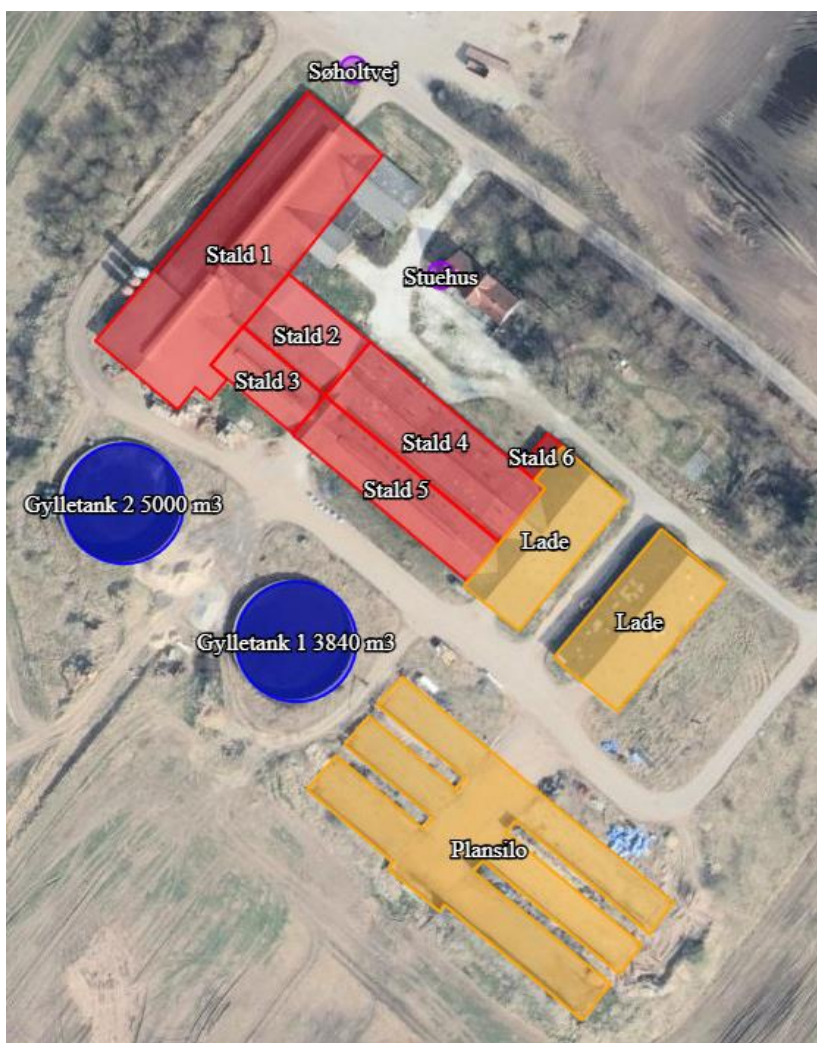 Søholtvej
Stald 1
Stuehus
Stald 2
Stald 3
Stald 4
Stald 6
Stald 5
Gylletank 2 5000 m3
Lade
Lade
Gylletank 1 3840 m3
Plansilo